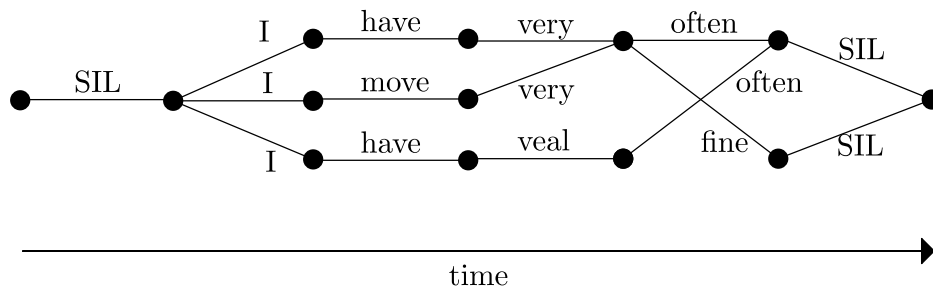 I have very often
SIL I move very often SIL
I have veal fine SIL
time